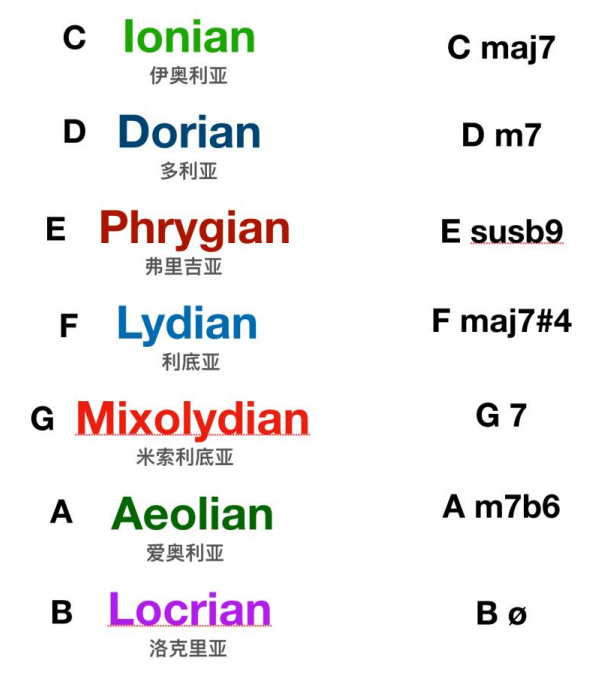 C Ionian C maj7
伊奥利亚
D Dorian D m7
多利亚
E Phrygian E susb9
弗里吉亚
F Lydian F maj7#4
利底亚
G Mixolydian G 7
米索利底亚
A Aeolian A m7b6
爱奥利亚
B Locrian B ø
洛克里亚